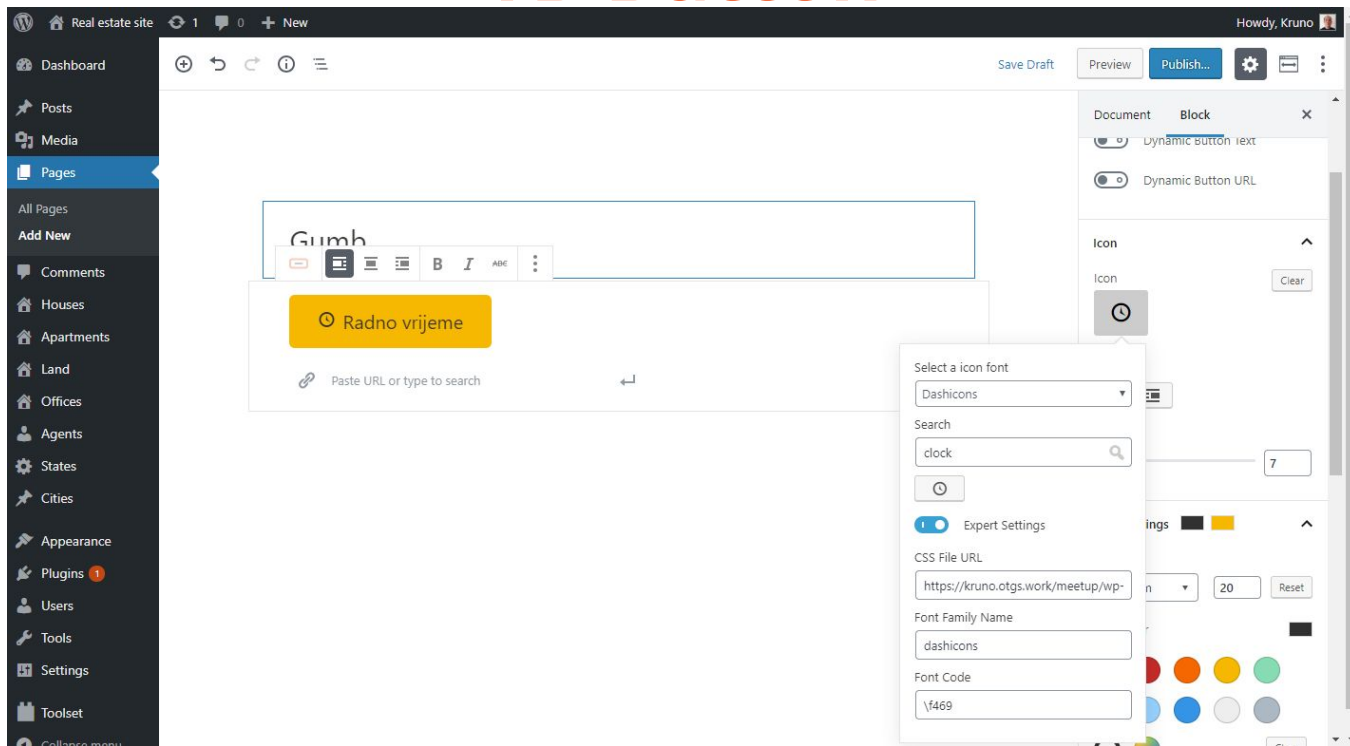 Real estate site 1 0 New Howdy, Kruno
Dashboard
Posts
Media
Pages
All Pages
Add New
Comments
Houses
Apartments
Land
Offices
Agents
States
Cities
Appearance
Plugins 1
Users
Tools
Settings
Toolset
Collapse menu
Save Draft Preview Publish...
Gumb
B I ABC
Radno vrijeme
Paste URL or type to search
Document Block
Dynamic Button Text
Dynamic Button URL
Icon
Icon Clear
7
20 Reset
Select a icon font
Dashicons
Search
clock
Expert Settings
CSS File URL
https://kruno.otgs.work/meetup/wp-
Font Family Name
dashicons
Font Code
\f469